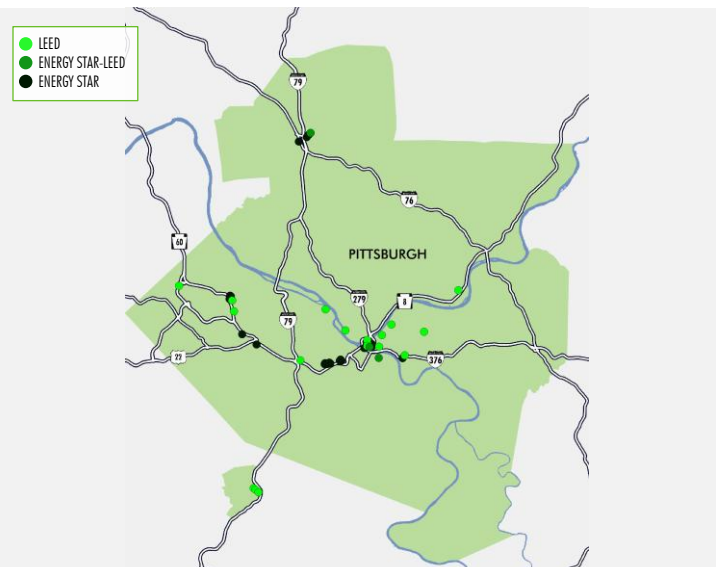 LEED
ENERGY STAR-LEED
ENERGY STAR
79
76
60
PITTSBURGH
279
8
79
22
376